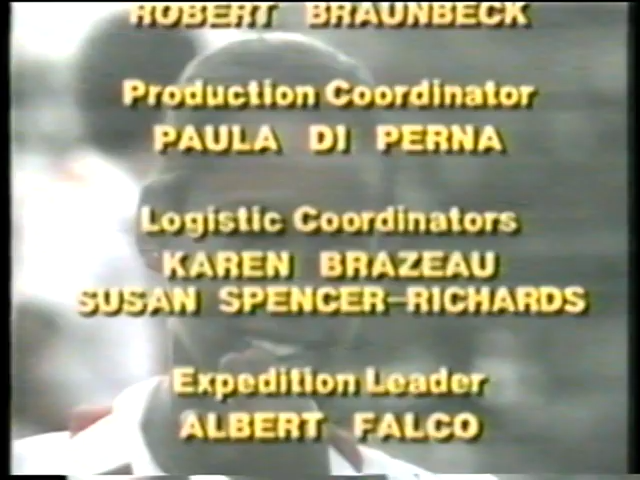 ROBERT BRAUNBECK
Production Coordinator
PAULA DI PERNA
Logistic Coordinators
KAREN BRAZEAU
SUSAN SPENCER-RICHARDS
Expedition Leader
ALBERT FALCO